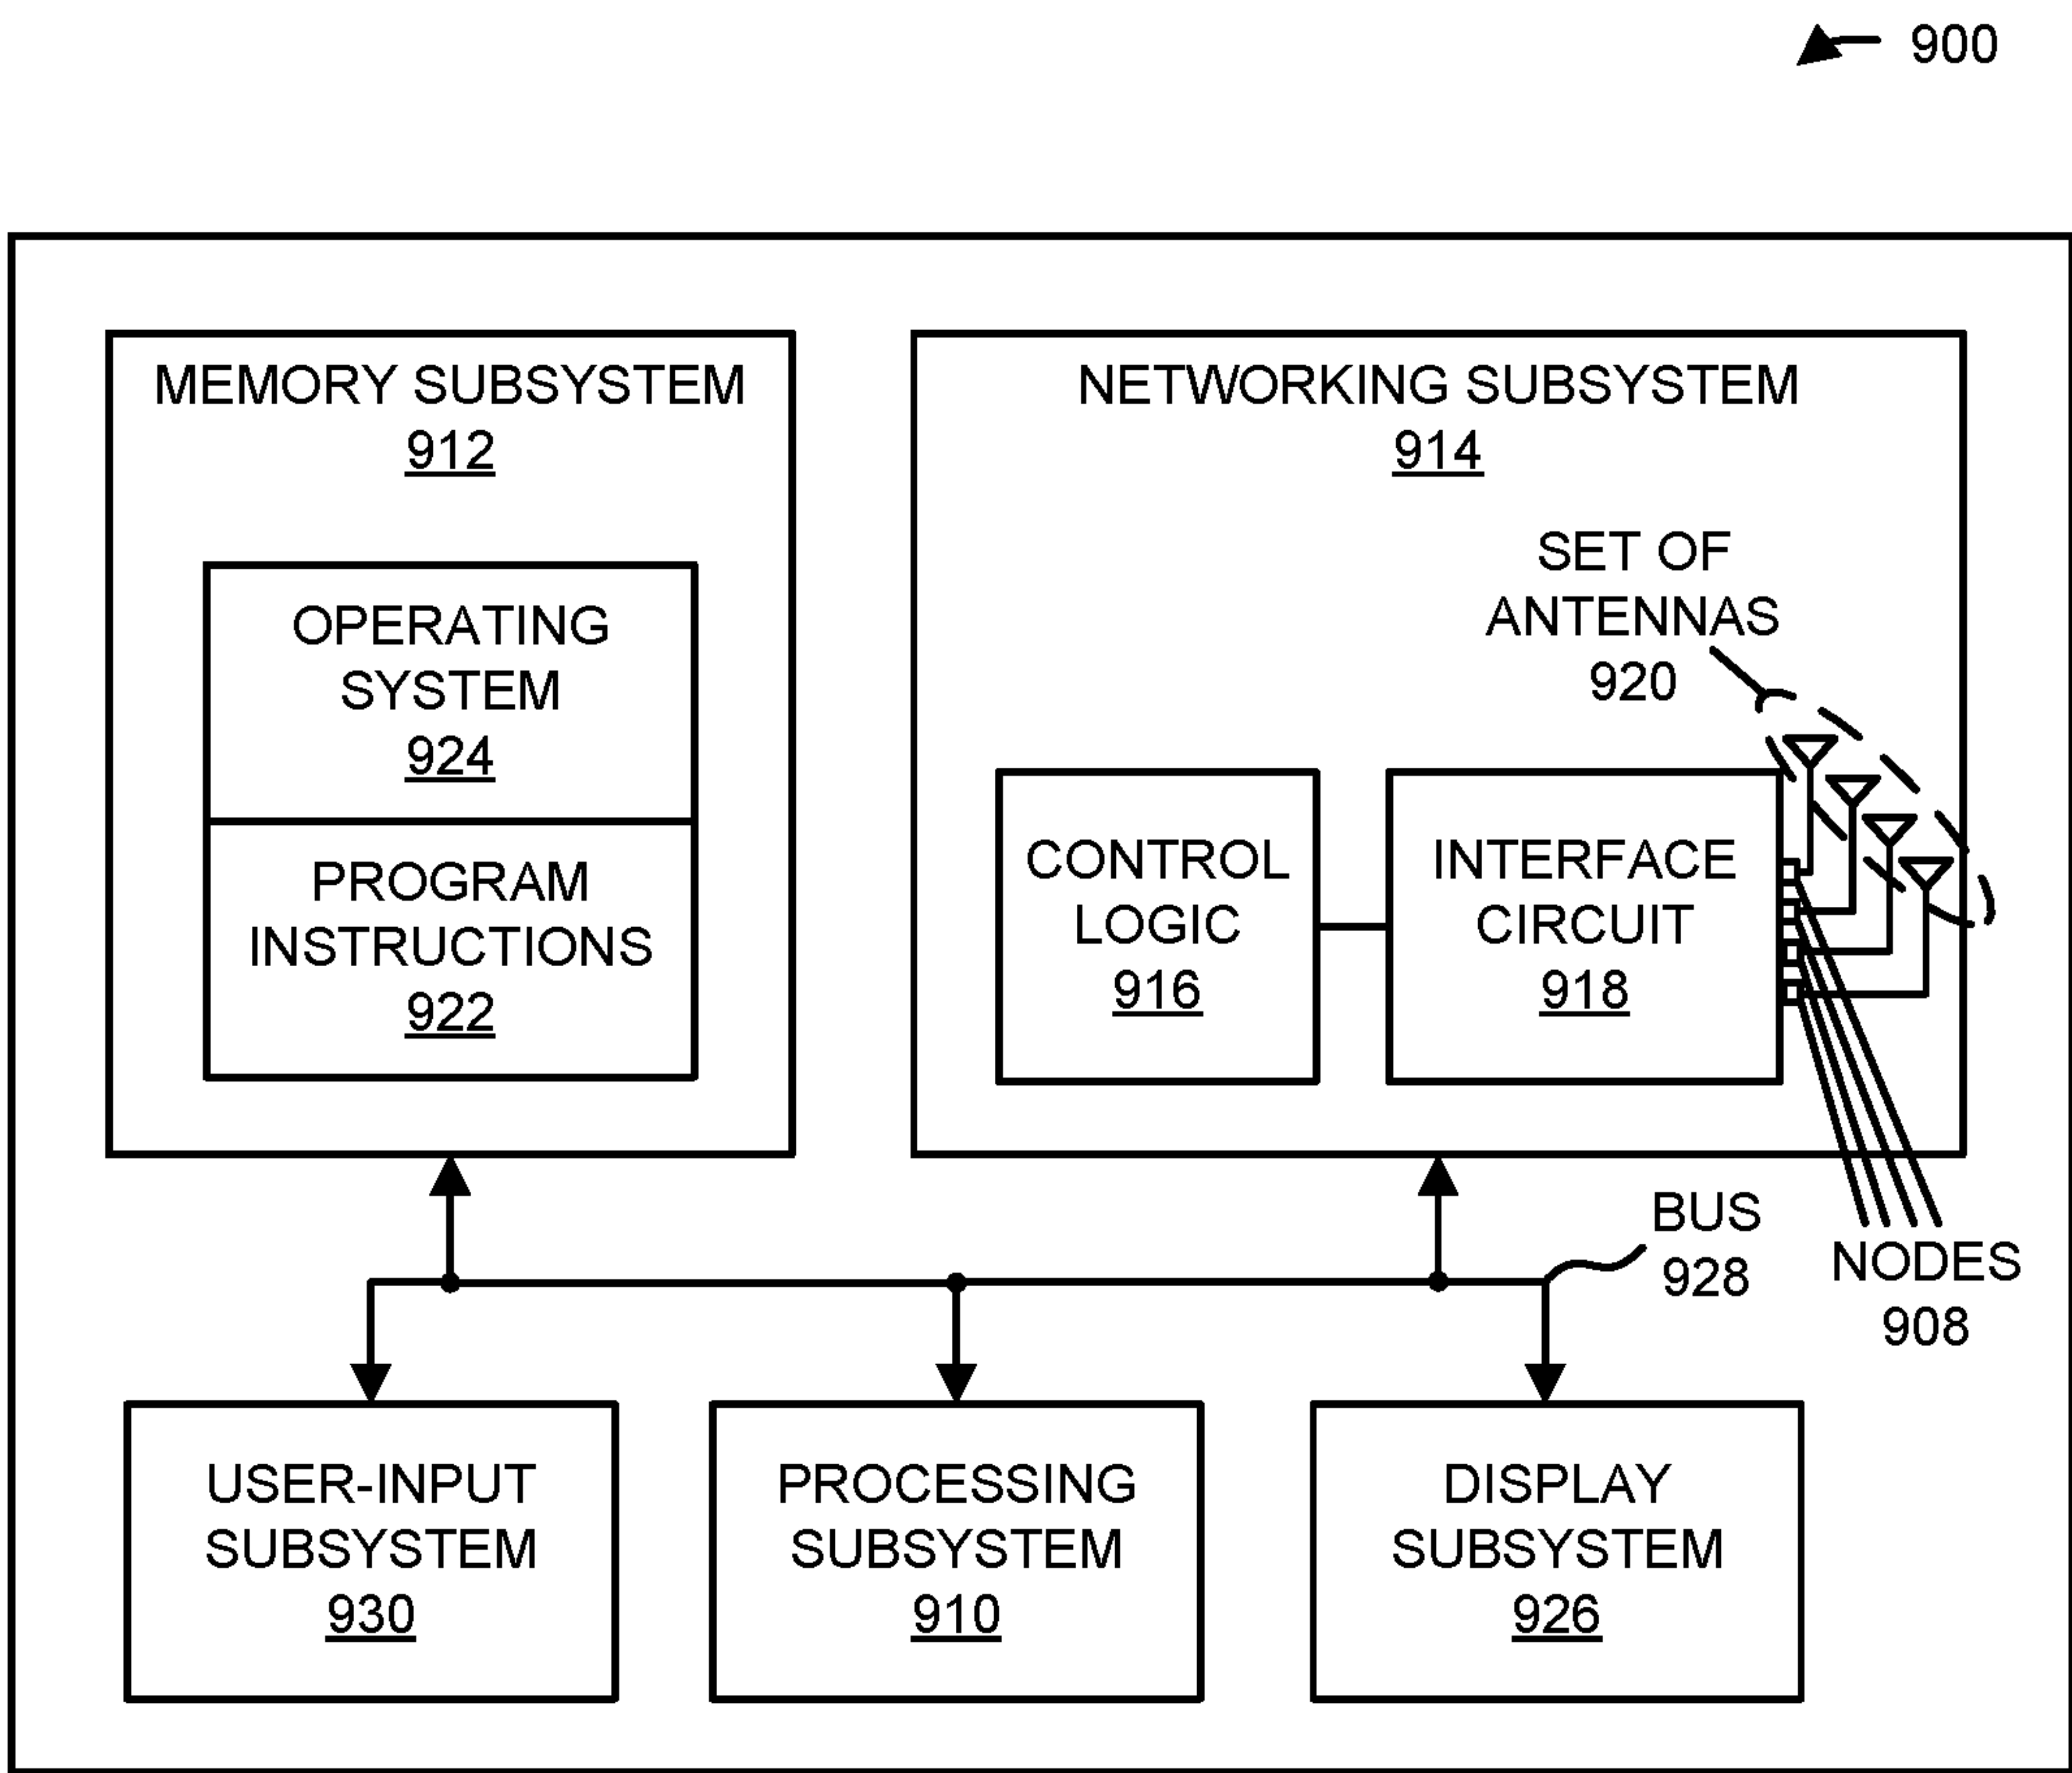 900
MEMORY SUBSYSTEM
912
OPERATING
SYSTEM
924
PROGRAM
INSTRUCTIONS
922
NETWORKING SUBSYSTEM
914
SET OF
ANTENNAS
920
CONTROL
LOGIC
916
INTERFACE
CIRCUIT
918
BUS
928
NODES
908
USER-INPUT
SUBSYSTEM
930
PROCESSING
SUBSYSTEM
910
DISPLAY
SUBSYSTEM
926